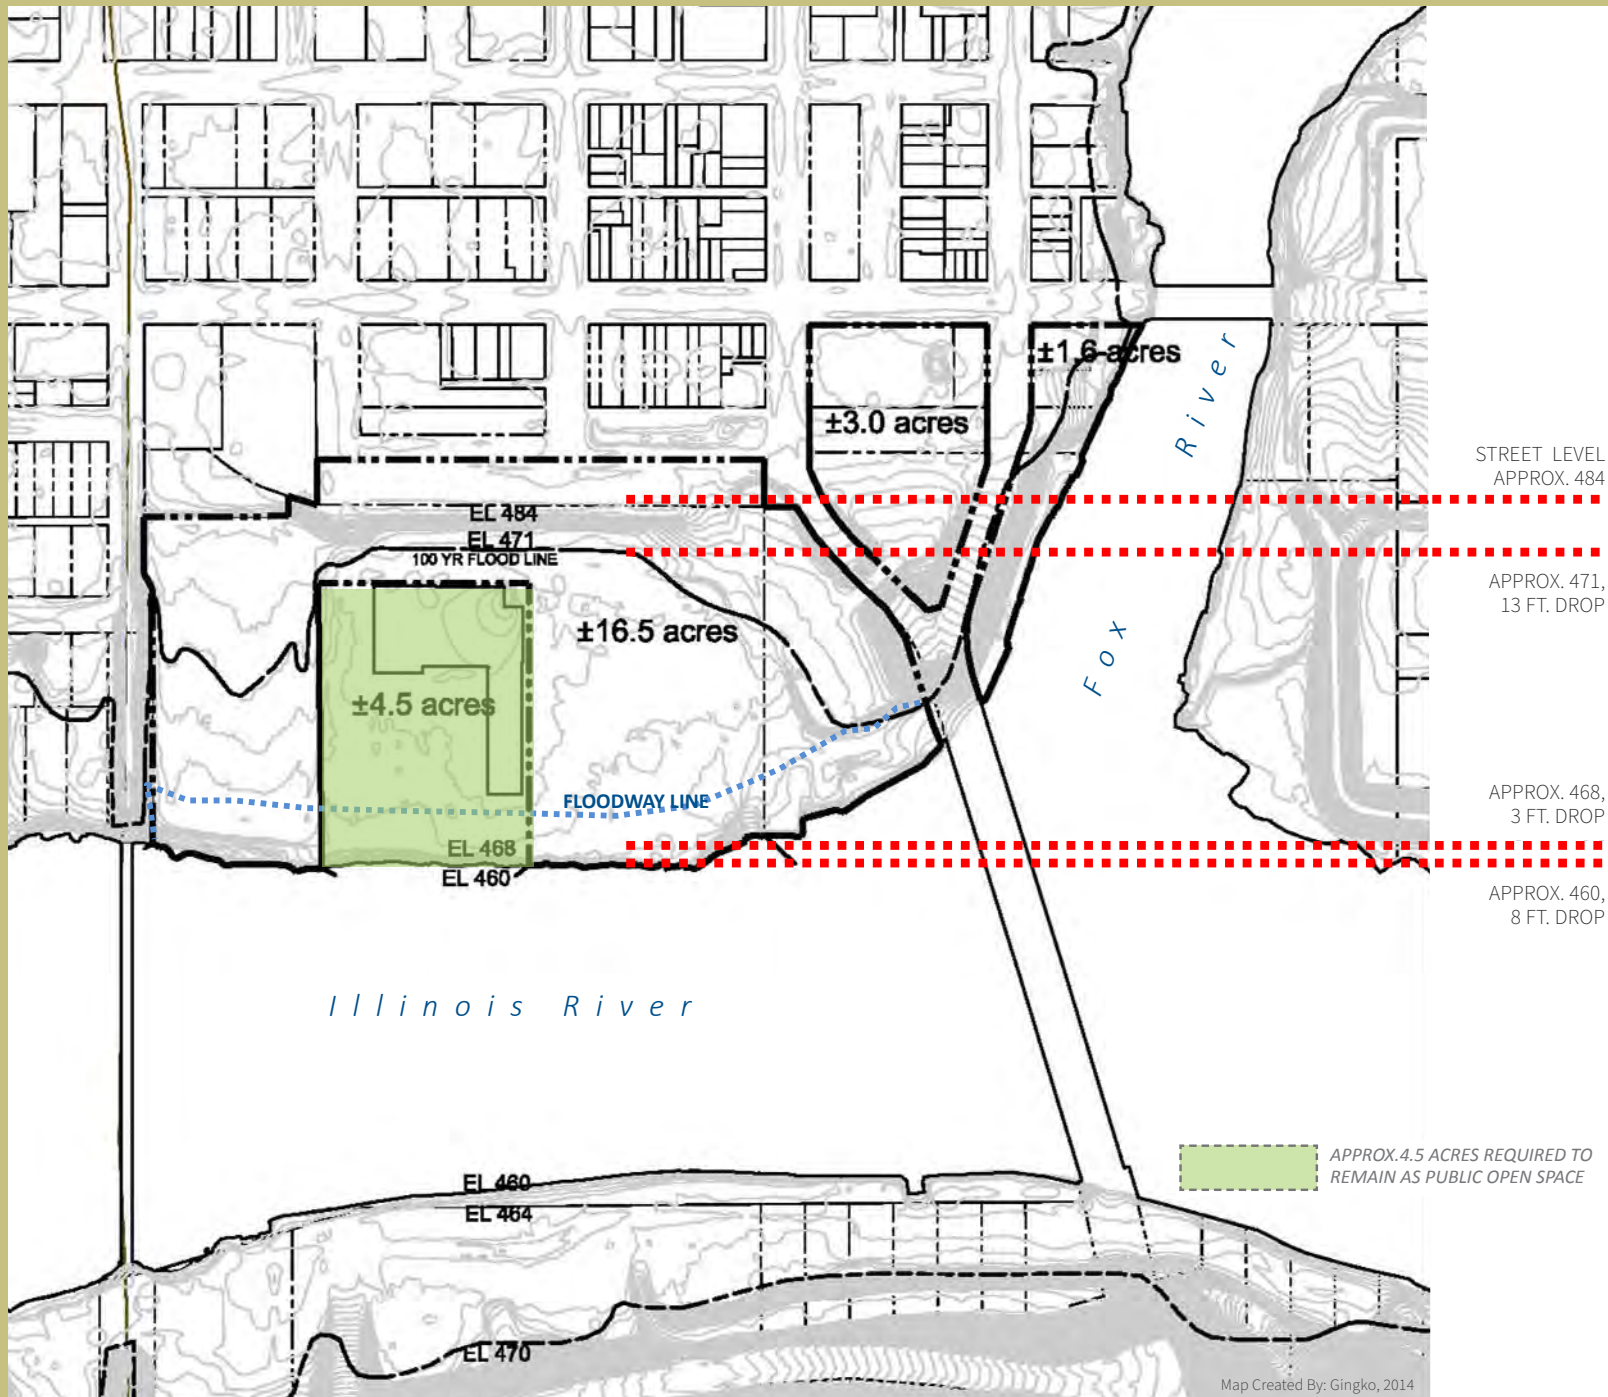 ±1.6 acres
River
±3.0 acres
STREET LEVEL
APPROX. 484
EL 484
EL 471
100 YR FLOOD LINE
APPROX. 471,
13 FT. DROP
±16.5 acres
Fox
±4.5 acres
FLOODWAY LINE
APPROX. 468,
3 FT. DROP
EL 468
EL 460
APPROX. 460,
8 FT. DROP
Illinois River
APPROX.4.5 ACRES REQUIRED TO
REMAIN AS PUBLIC OPEN SPACE
EL 460
EL 464
EL 470
Map Created By: Gingko, 2014